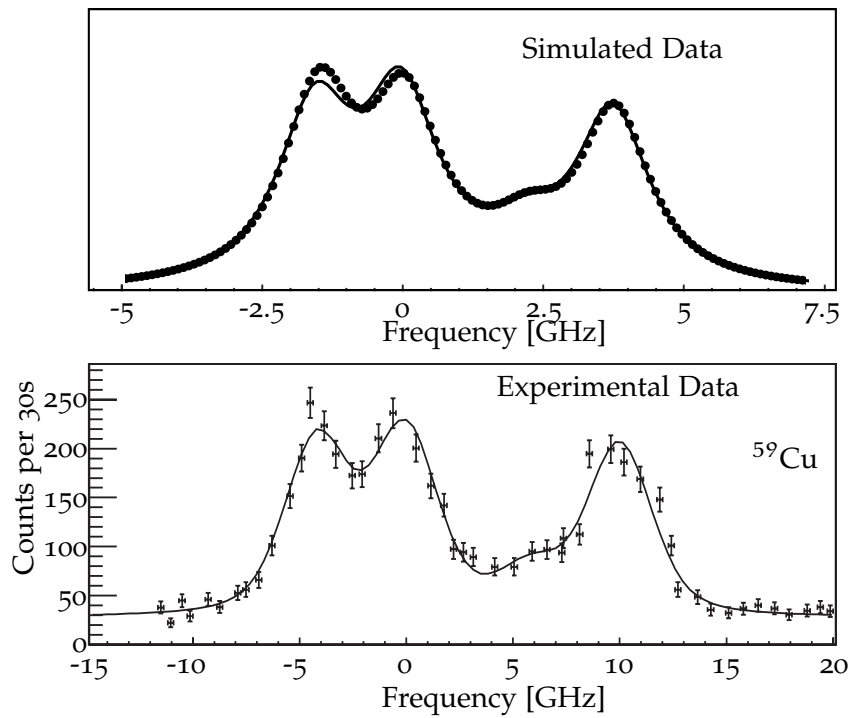 Simulated Data
-5 -2.5 0 2.5 5 7.5
Frequency [GHz]
Experimental Data
59Cu
Counts per 30s
250
200
150
100
50
0
-15 -10 -5 0 5 10 15 20
Frequency [GHz]